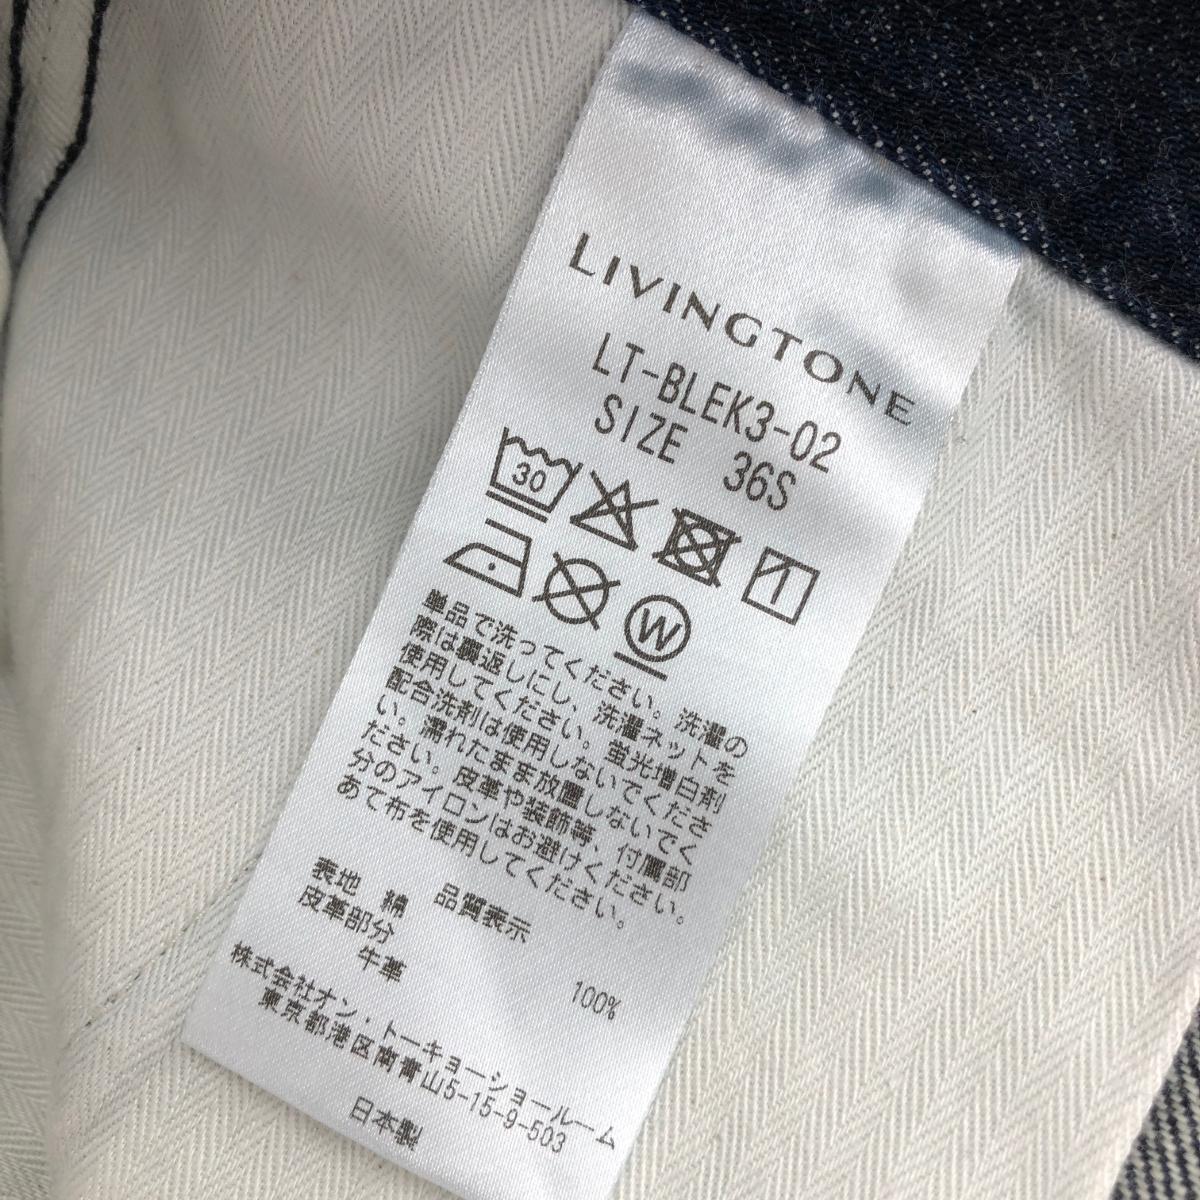 LIVINGTONE
LT-BLEK3-02
SIZE 36S
30
W
単品で洗ってください。洗濯の
際は裏返しにし、洗濯ネットを
使用してください。蛍光増白剤
配合洗剤は使用しないでくださ
い。濡れたまま放置しないでく
ださい。皮革や装飾等、付属部
分のアイロンはお避けください。
あて布を使用してください。
品質表示
表地 綿 100%
皮革部分
牛革
株式会社オン・トーキョーショールーム
東京都港区南青山5-15-9-503
日本製